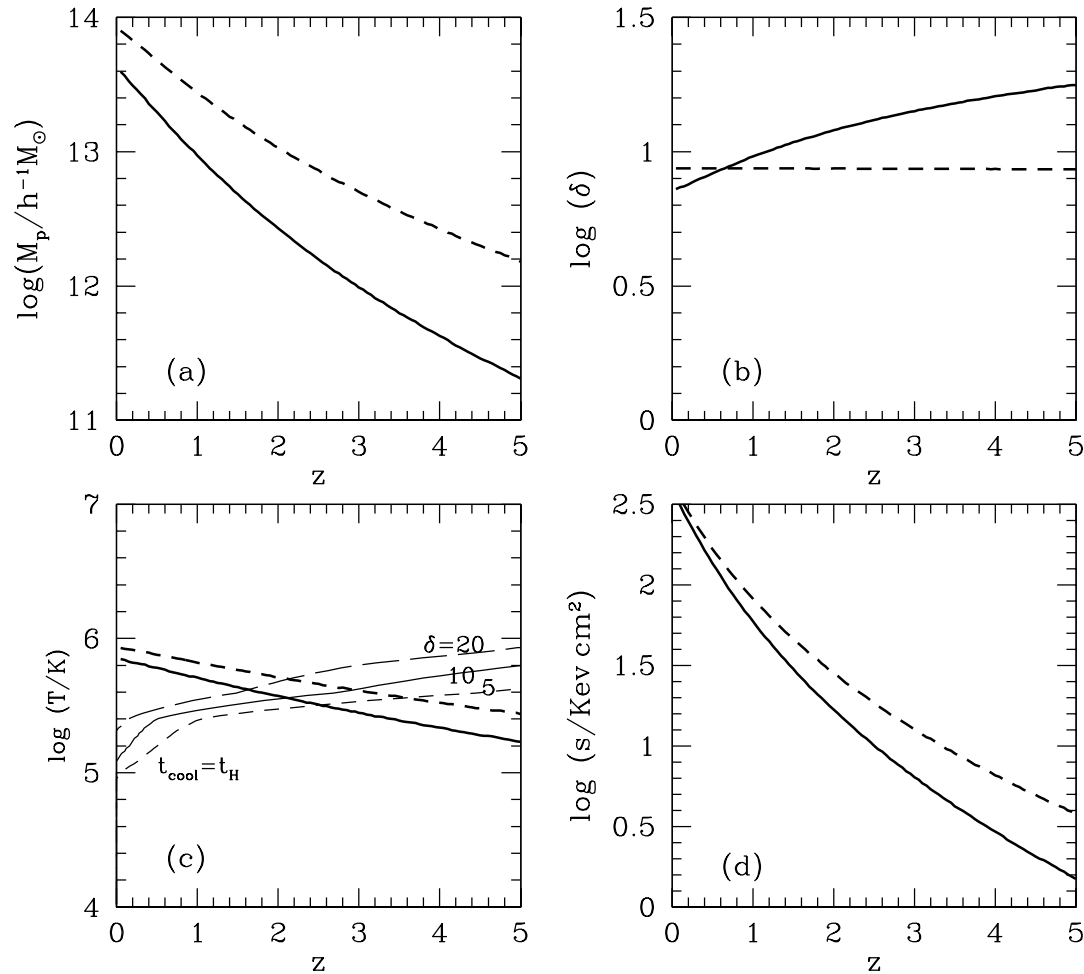 14
13
12
11
log(M_p/h⁻¹M_⊙)
(a)
0 1 2 3 4 5
z
1.5
1
0.5
0
log (δ)
(b)
0 1 2 3 4 5
z
7
6
5
4
log (T/K)
δ=20
10
5
t_cool=t_H
(c)
0 1 2 3 4 5
z
2.5
2
1.5
1
0.5
0
log (s/Kev cm²)
(d)
0 1 2 3 4 5
z